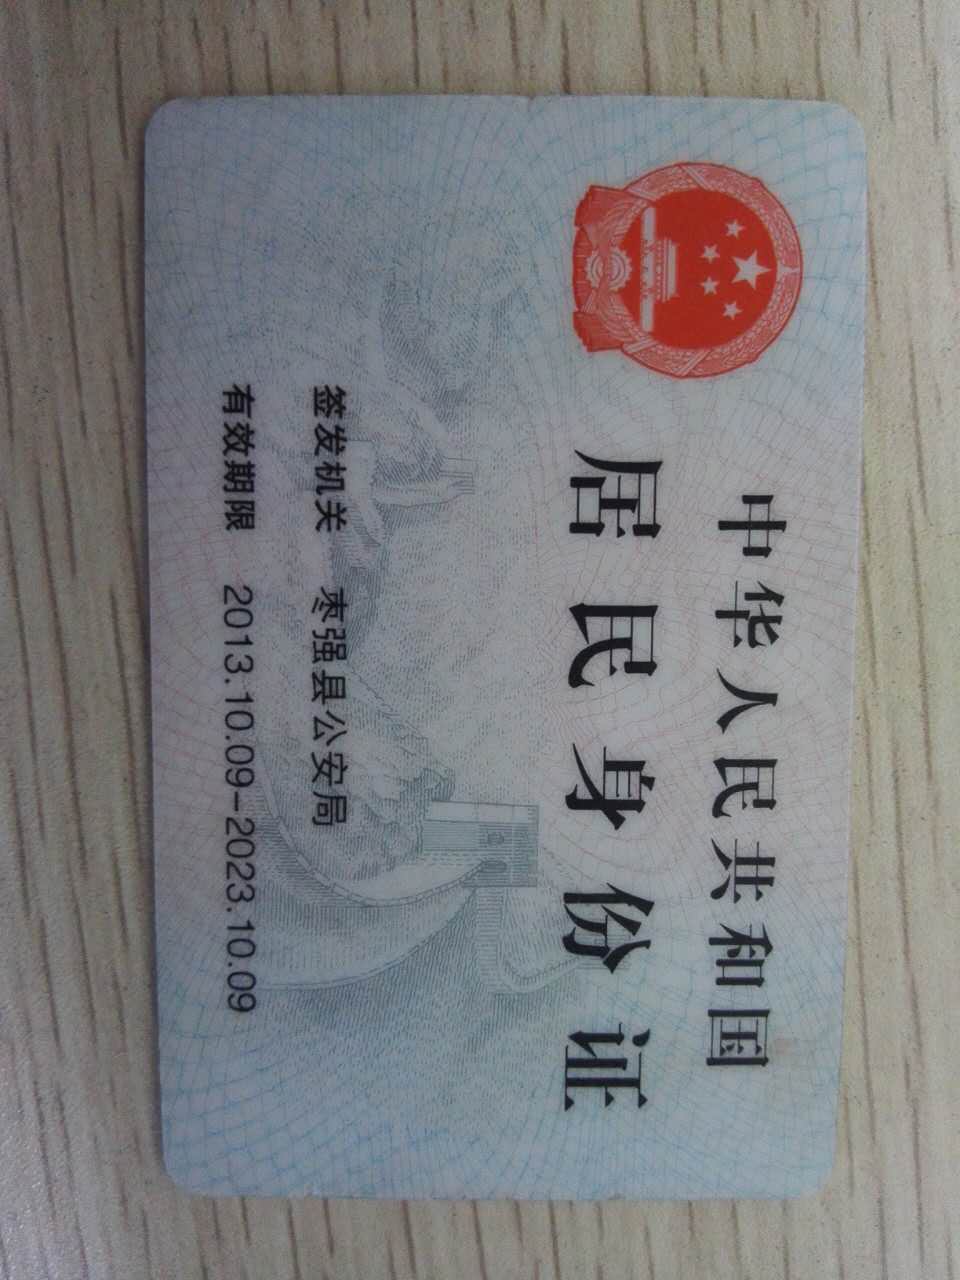 中华人民共和国
居民身份证
签发机关 枣强县公安局
有效期限 2013.10.09-2023.10.09